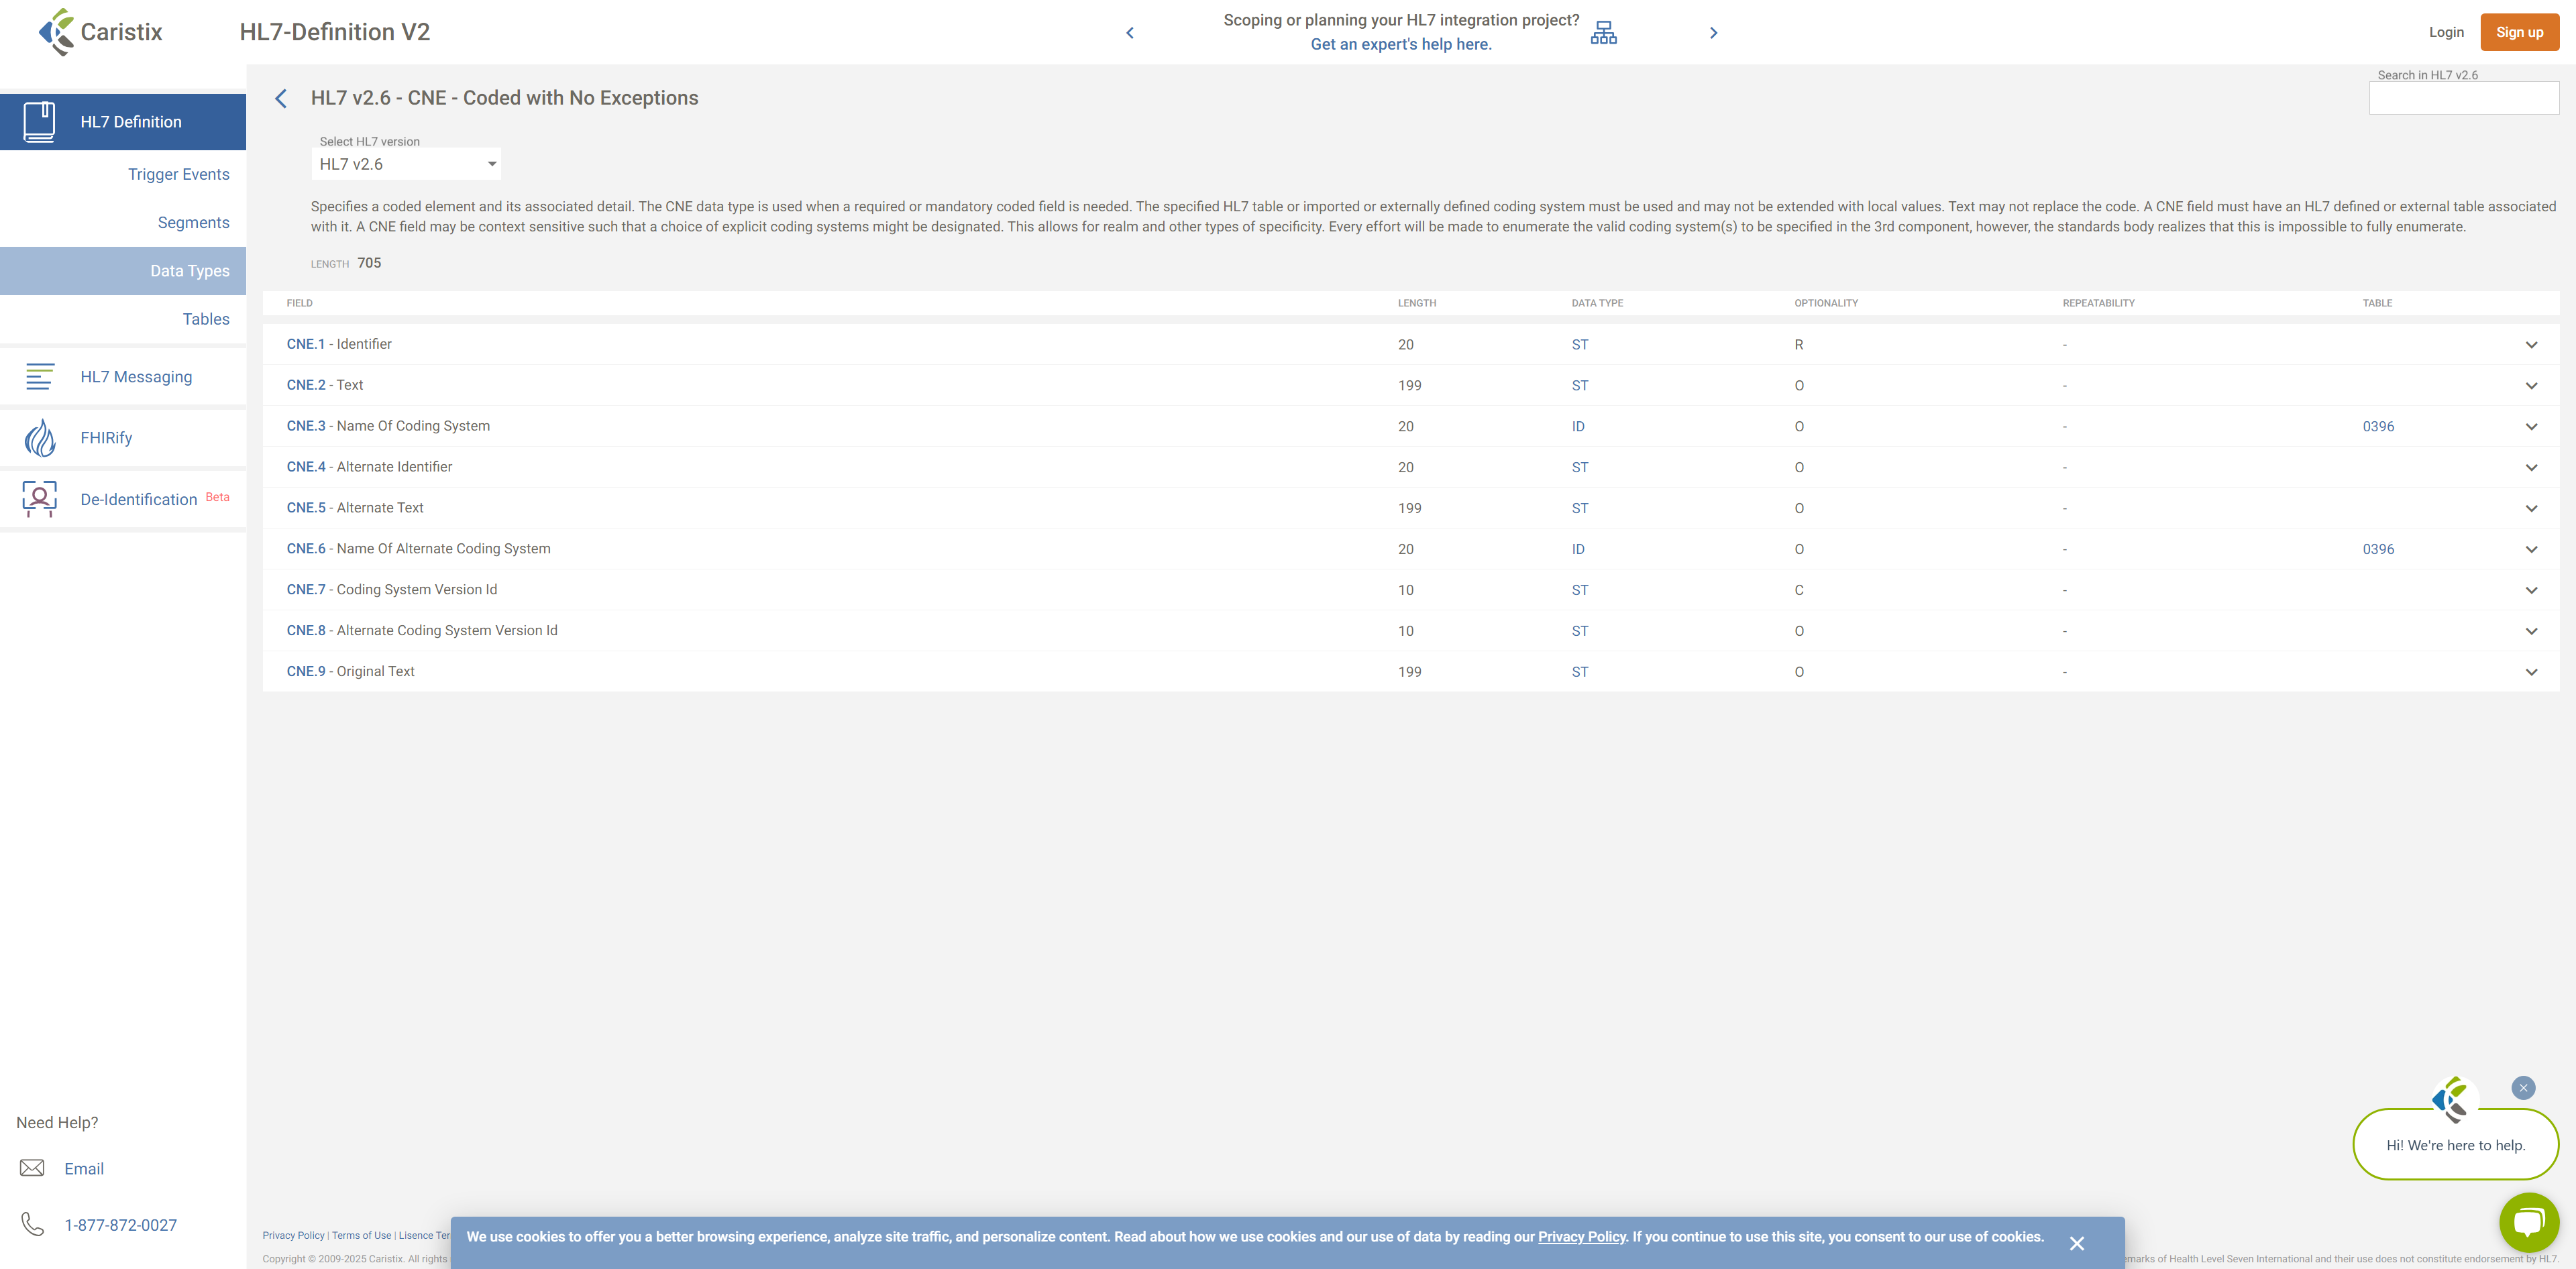 Caristix
HL7-Definition V2
Scoping or planning your HL7 integration project?
Get an expert's help here.
Login
Sign up
HL7 Definition
Trigger Events
Segments
Data Types
Tables
HL7 Messaging
FHIRify
De-Identification Beta
Need Help?
Email
1-877-872-0027
HL7 v2.6 - CNE - Coded with No Exceptions
Search in HL7 v2.6
Select HL7 version
HL7 v2.6
Specifies a coded element and its associated detail. The CNE data type is used when a required or mandatory coded field is needed. The specified HL7 table or imported or externally defined coding system must be used and may not be extended with local values. Text may not replace the code. A CNE field must have an HL7 defined or external table associated
with it. A CNE field may be context sensitive such that a choice of explicit coding systems might be designated. This allows for realm and other types of specificity. Every effort will be made to enumerate the valid coding system(s) to be specified in the 3rd component, however, the standards body realizes that this is impossible to fully enumerate.
LENGTH 705
FIELD LENGTH DATA TYPE OPTIONALITY REPEATABILITY TABLE
CNE.1 - Identifier 20 ST R -
CNE.2 - Text 199 ST O -
CNE.3 - Name Of Coding System 20 ID O - 0396
CNE.4 - Alternate Identifier 20 ST O -
CNE.5 - Alternate Text 199 ST O -
CNE.6 - Name Of Alternate Coding System 20 ID O - 0396
CNE.7 - Coding System Version Id 10 ST C -
CNE.8 - Alternate Coding System Version Id 10 ST O -
CNE.9 - Original Text 199 ST O -
Hi! We're here to help.
Privacy Policy | Terms of Use | Lisence Ter
We use cookies to offer you a better browsing experience, analyze site traffic, and personalize content. Read about how we use cookies and our use of data by reading our Privacy Policy. If you continue to use this site, you consent to our use of cookies.
Copyright © 2009-2025 Caristix. All rights
emarks of Health Level Seven International and their use does not constitute endorsement by HL7.